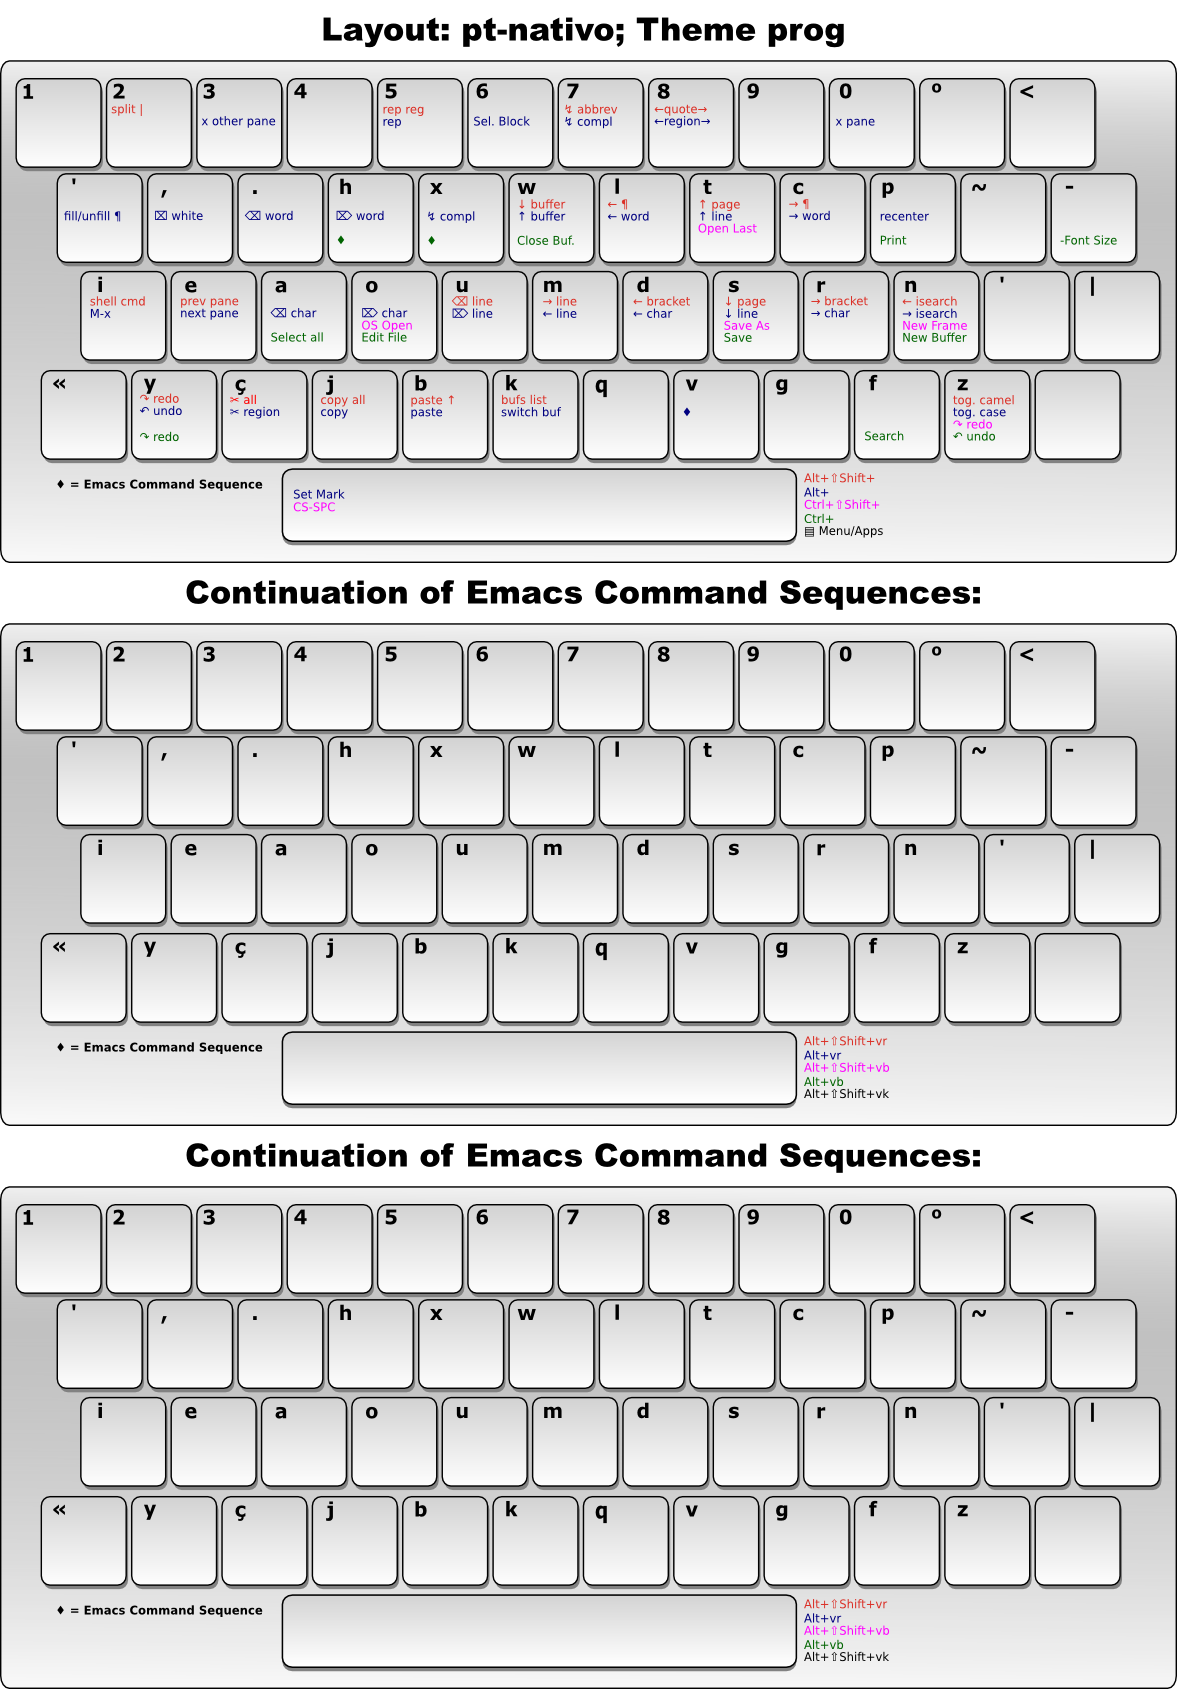 Layout: pt-nativo; Theme prog
1 2 3 4 5 6 7 8 9 0 º <
split | rep reg ↯ abbrev ←quote→
x other pane rep Sel. Block ↯ compl ←region→ x pane
' , . h x w l t c p ~ -
↓ buffer ← ¶ ↑ page → ¶
fill/unfill ¶ ⌧ white ⌫ word ⌦ word ↯ compl ↑ buffer ← word ↑ line → word recenter
Open Last
♦ ♦ Close Buf. Print -Font Size
i e a o u m d s r n ' |
shell cmd prev pane ⌫ line → line ← bracket ↓ page → bracket ← isearch
M-x next pane ⌫ char ⌦ char ⌦ line ← line ← char ↓ line → char → isearch
OS Open Save As New Frame
Select all Edit File Save New Buffer
« y ç j b k q v g f z
↷ redo ✂ all copy all paste ↑ bufs list tog. camel
↶ undo ✂ region copy paste switch buf ♦ tog. case
↷ redo
↷ redo Search ↶ undo
♦ = Emacs Command Sequence
Set Mark
CS-SPC
Alt+⇧Shift+
Alt+
Ctrl+⇧Shift+
Ctrl+
▤ Menu/Apps
Continuation of Emacs Command Sequences:
1 2 3 4 5 6 7 8 9 0 º <
' , . h x w l t c p ~ -
i e a o u m d s r n ' |
« y ç j b k q v g f z
♦ = Emacs Command Sequence
Alt+⇧Shift+vr
Alt+vr
Alt+⇧Shift+vb
Alt+vb
Alt+⇧Shift+vk
Continuation of Emacs Command Sequences:
1 2 3 4 5 6 7 8 9 0 º <
' , . h x w l t c p ~ -
i e a o u m d s r n ' |
« y ç j b k q v g f z
♦ = Emacs Command Sequence
Alt+⇧Shift+vr
Alt+vr
Alt+⇧Shift+vb
Alt+vb
Alt+⇧Shift+vk